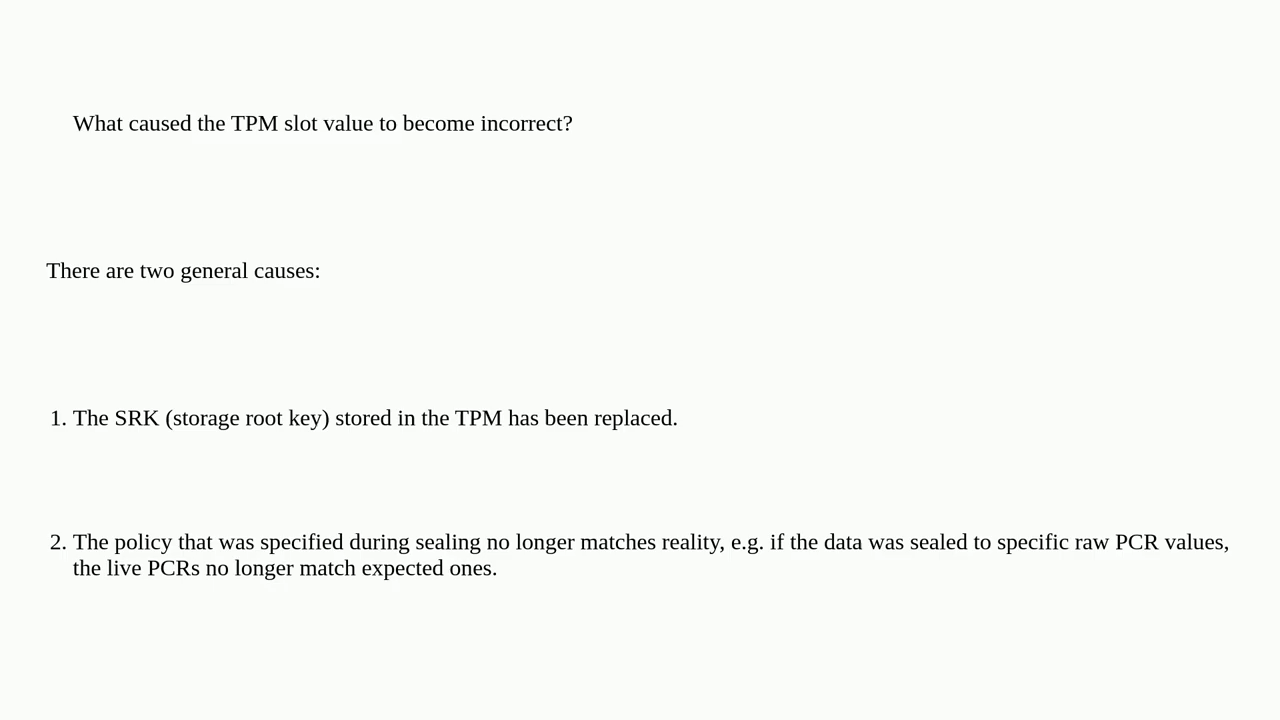 What caused the TPM slot value to become incorrect?
There are two general causes:
1. The SRK (storage root key) stored in the TPM has been replaced.
2. The policy that was specified during sealing no longer matches reality, e.g. if the data was sealed to specific raw PCR values,
the live PCRs no longer match expected ones.